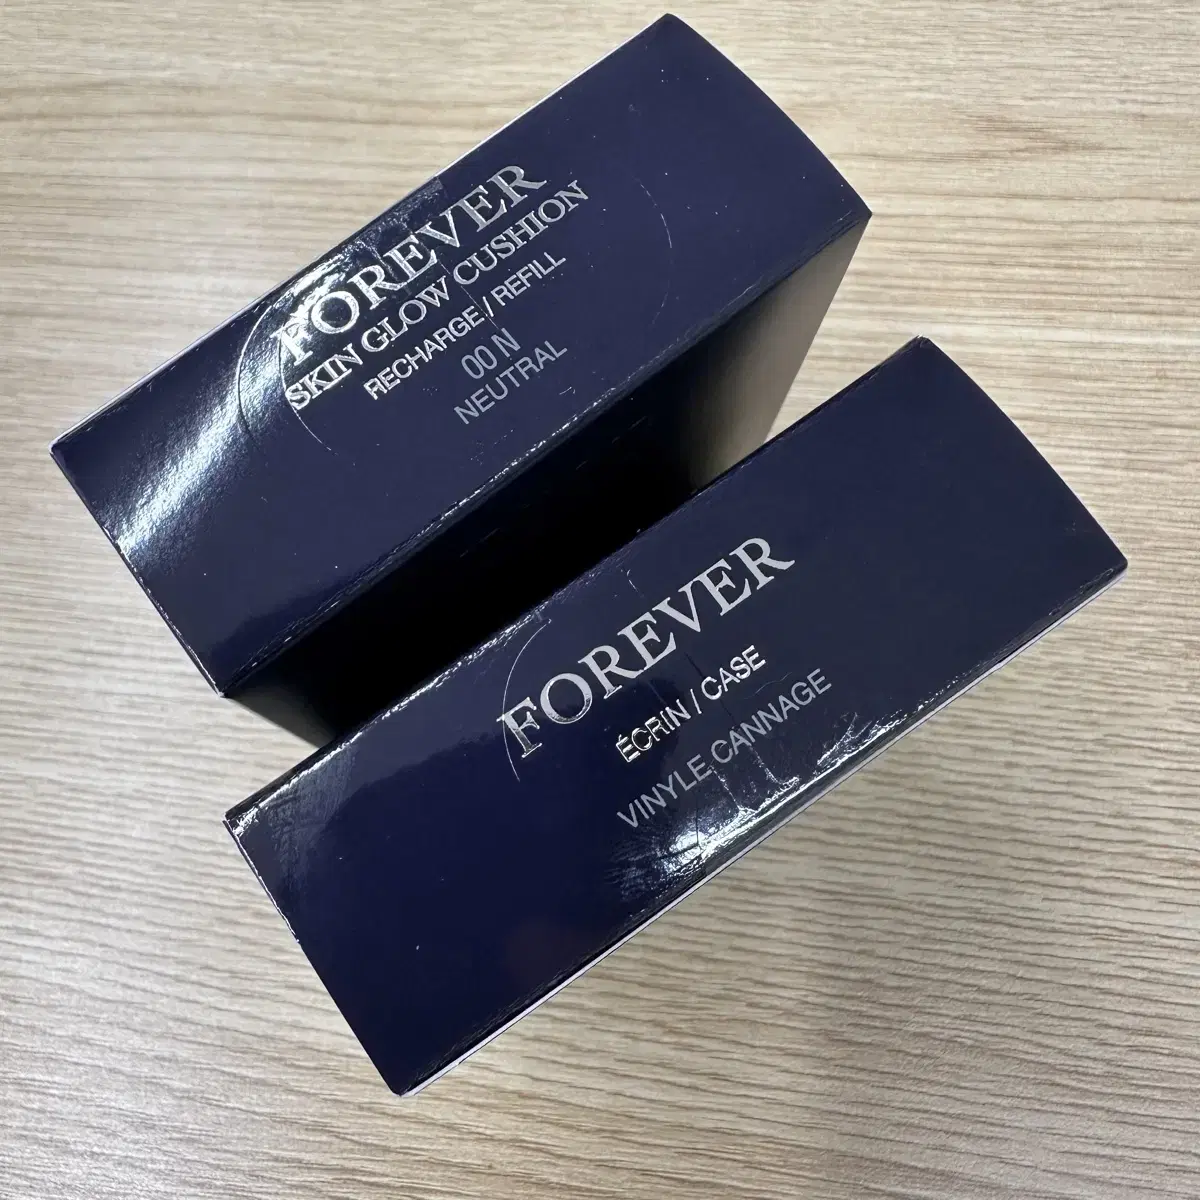 FOREVER
SKIN GLOW CUSHION
RECHARGE / REFILL
00 N
NEUTRAL
FOREVER
ÉCRIN / CASE
VINYLE CANNAGE